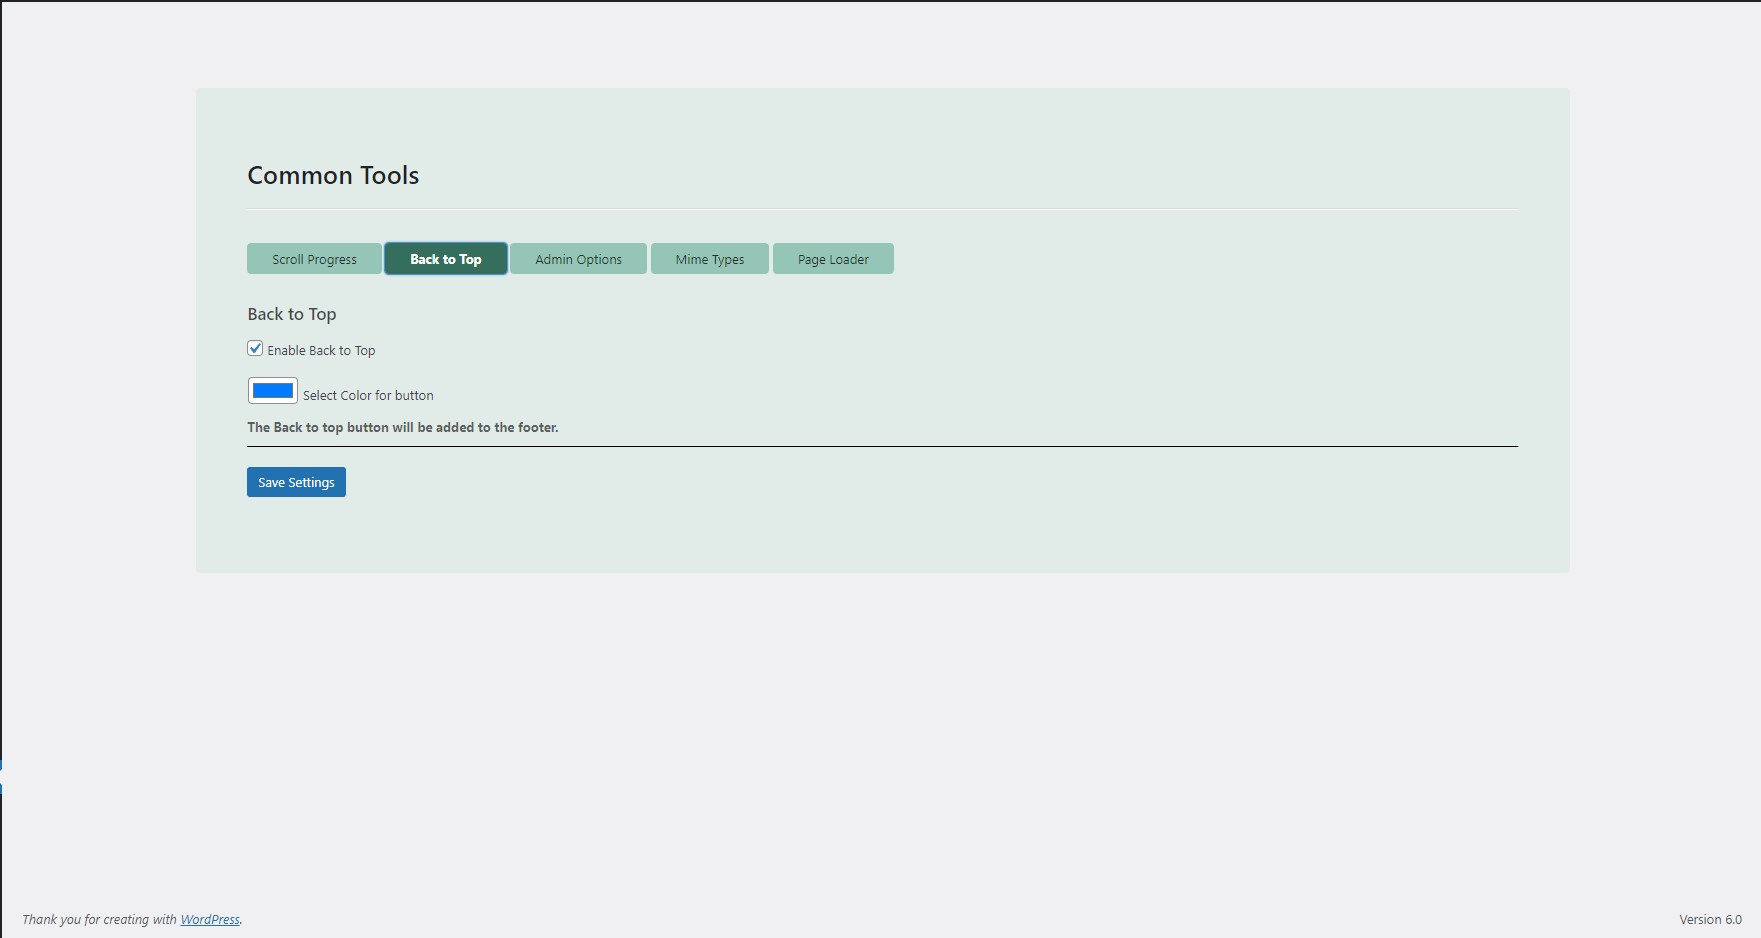 Common Tools
Scroll Progress Back to Top Admin Options Mime Types Page Loader
Back to Top
Enable Back to Top
Select Color for button
The Back to top button will be added to the footer.
Save Settings
Thank you for creating with WordPress. Version 6.0